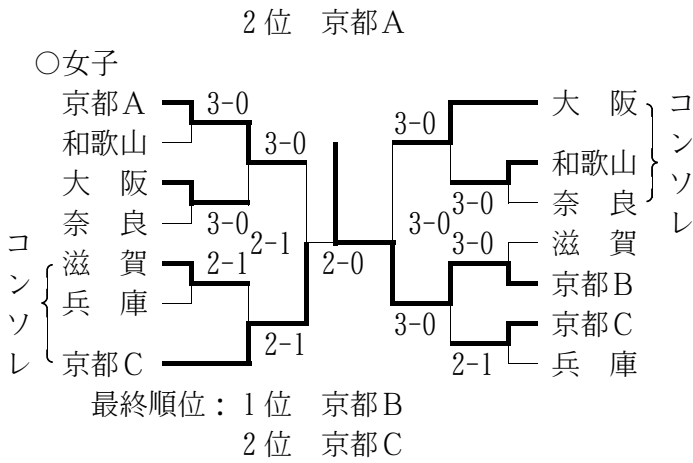 2位 京都A
○女子
京都A
和歌山
大 阪
奈 良
滋 賀
兵 庫
京都C
コンソレ
3-0
3-0
3-0
2-1
2-1
2-1
2-0
3-0
3-0
3-0
3-0
3-0
2-1
大 阪
和歌山
奈 良
滋 賀
京都B
京都C
兵 庫
コンソレ
最終順位：1位 京都B
2位 京都C